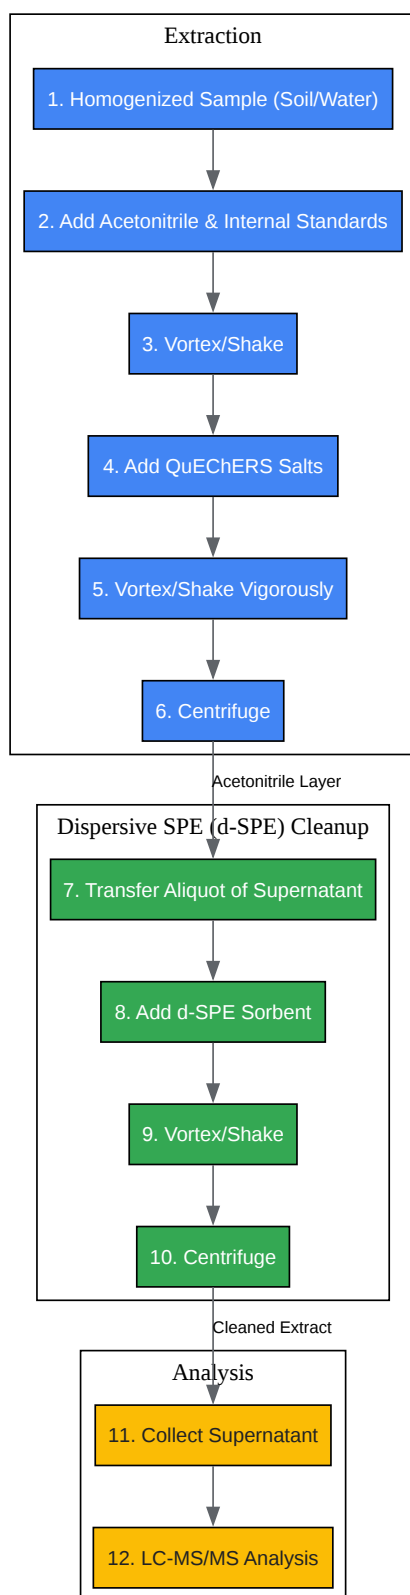 Extraction
1. Homogenized Sample (Soil/Water)
2. Add Acetonitrile & Internal Standards
3. Vortex/Shake
4. Add QuEChERS Salts
5. Vortex/Shake Vigorously
6. Centrifuge
Acetonitrile Layer
Dispersive SPE (d-SPE) Cleanup
7. Transfer Aliquot of Supernatant
8. Add d-SPE Sorbent
9. Vortex/Shake
10. Centrifuge
Cleaned Extract
Analysis
11. Collect Supernatant
12. LC-MS/MS Analysis